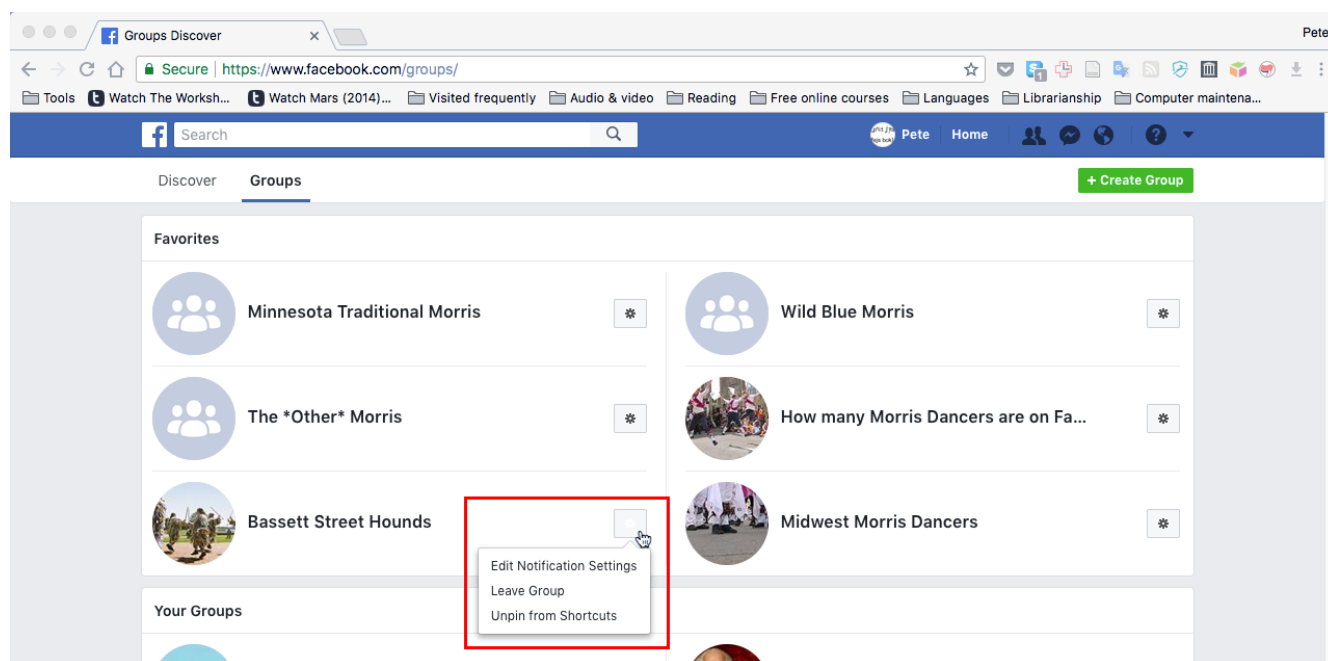 Groups Discover
Pete
Secure | https://www.facebook.com/groups/
1
Tools Watch The Worksh... Watch Mars (2014)... Visited frequently Audio & video Reading Free online courses Languages Librarianship Computer maintena...
f Search Pete Home
Discover Groups + Create Group
Favorites
Minnesota Traditional Morris Wild Blue Morris
The *Other* Morris How many Morris Dancers are on Fa...
Bassett Street Hounds Midwest Morris Dancers
Edit Notification Settings
Leave Group
Unpin from Shortcuts
Your Groups